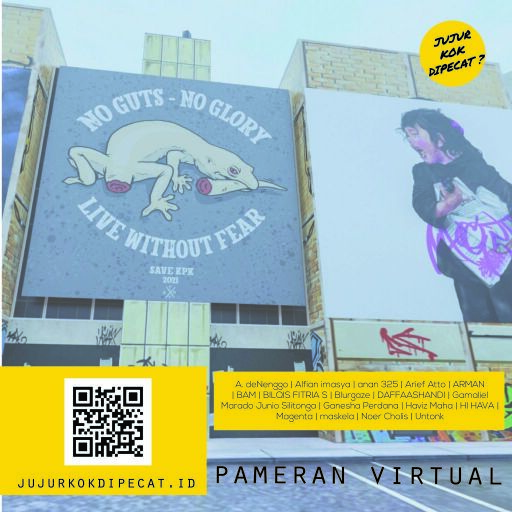 JUJUR
KOK
DIPECAT ?
NO GUTS - NO GLORY
LIVE WITHOUT FEAR
SAVE KPK
2021
A. deNenggo | Alfian imasya | anan 325 | Arief Atto | ARMAN
| BAM | BILQIS FITRIA S | Blurgaze | DAFFAASHANDI | Gamaliel
Marado Junio Silitonga | Ganesha Perdana | Haviz Maha | HI HAVA |
Magenta | maskela | Noer Cholis | Untonk
JUJURKOKDIPECAT.ID
PAMERAN VIRTUAL